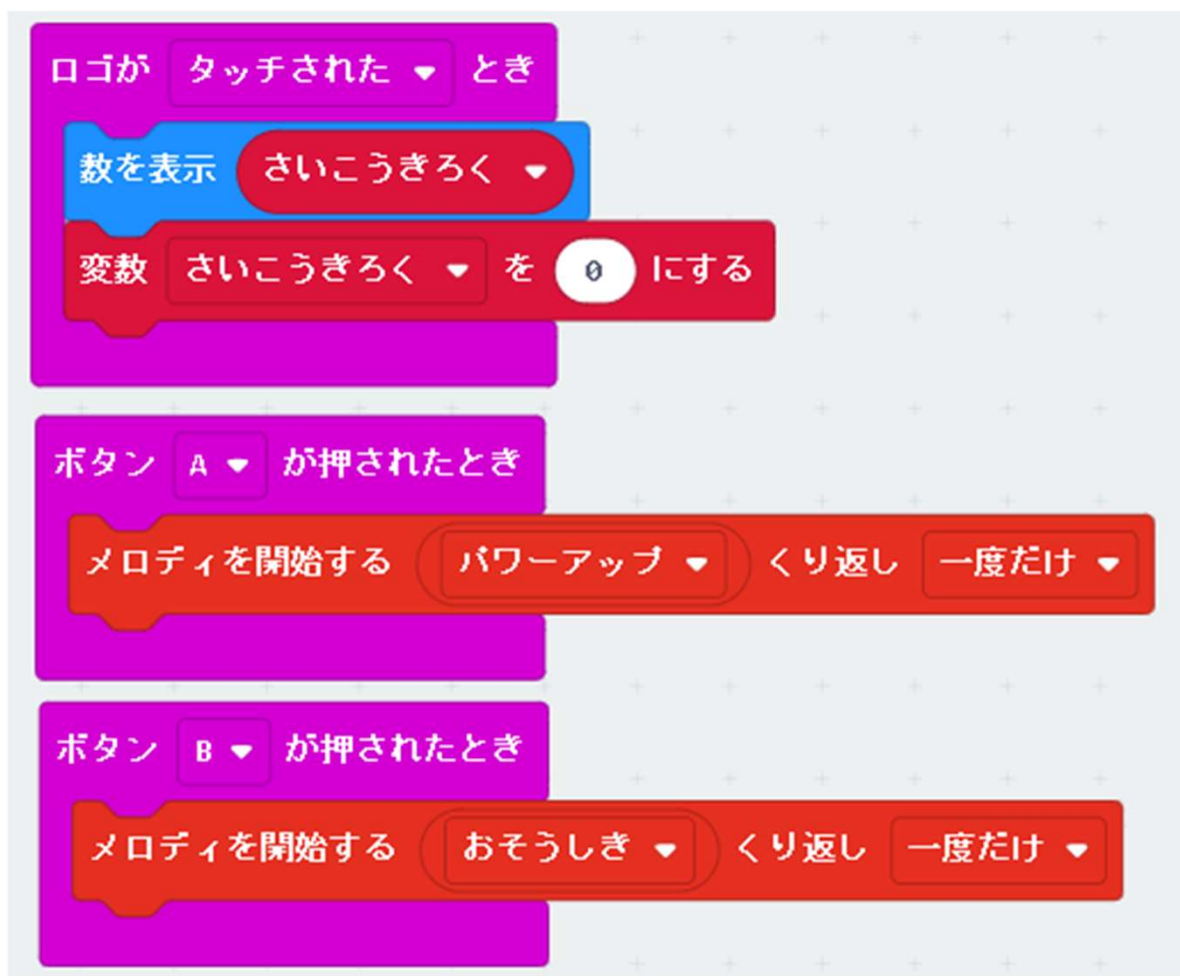 ロゴが タッチされた とき
数を表示 さいこうきろく
変数 さいこうきろく を 0 にする
ボタン A が押されたとき
メロディを開始する パワーアップ くり返し 一度だけ
ボタン B が押されたとき
メロディを開始する おそうしき くり返し 一度だけ